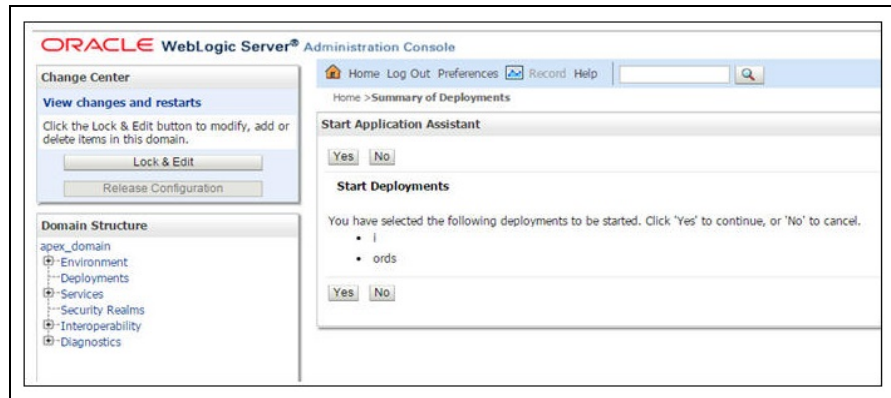 ORACLE WebLogic Server® Administration Console
Change Center
View changes and restarts
Click the Lock & Edit button to modify, add or
delete items in this domain.
Lock & Edit
Release Configuration
Domain Structure
apex_domain
Environment
Deployments
Services
Security Realms
Interoperability
Diagnostics
Home Log Out Preferences Record Help
Home >Summary of Deployments
Start Application Assistant
Yes No
Start Deployments
You have selected the following deployments to be started. Click 'Yes' to continue, or 'No' to cancel.
• i
• ords
Yes No